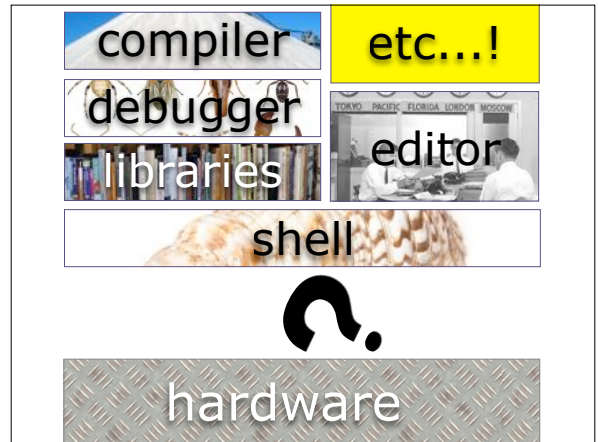 compiler
etc...!
debugger
TOKYO PACIFIC FLORIDA LONDON MOSCOW
editor
libraries
shell
?
hardware